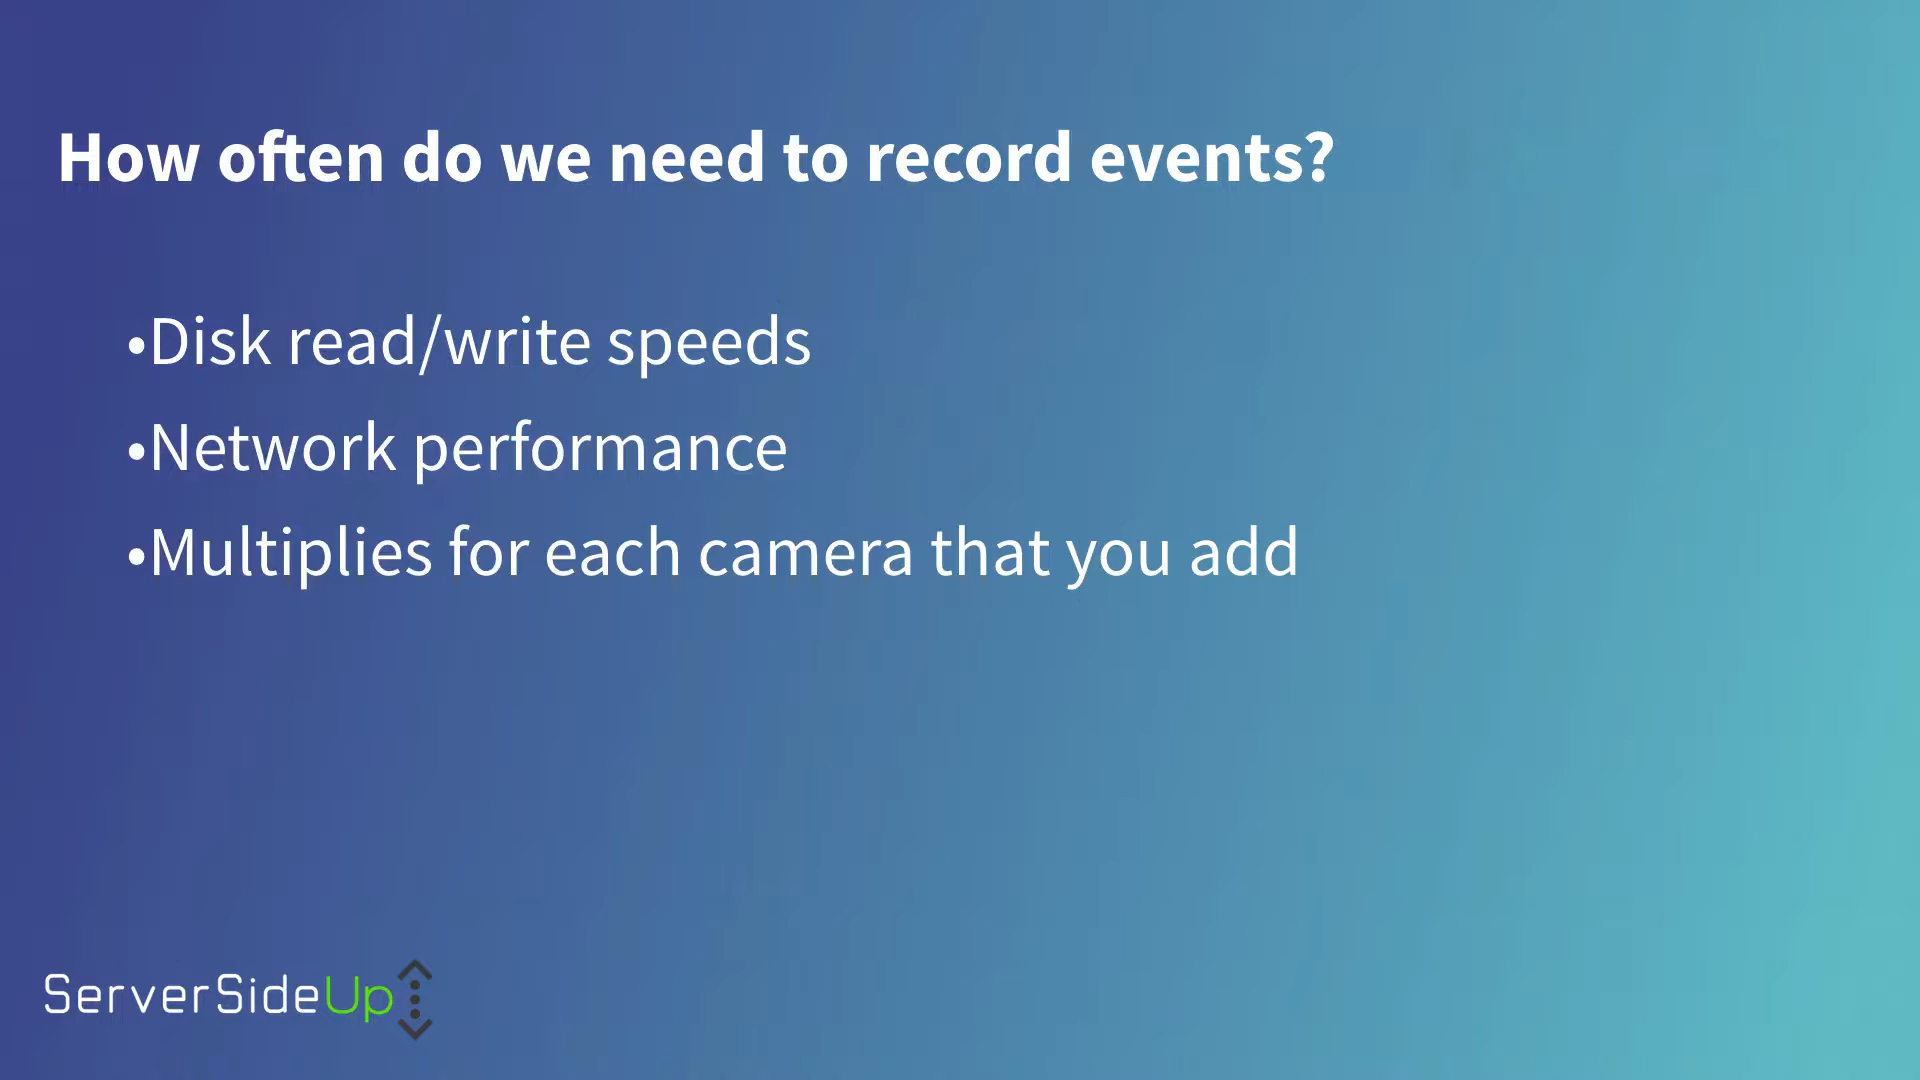 How often do we need to record events?
•Disk read/write speeds
•Network performance
•Multiplies for each camera that you add
ServerSideUp